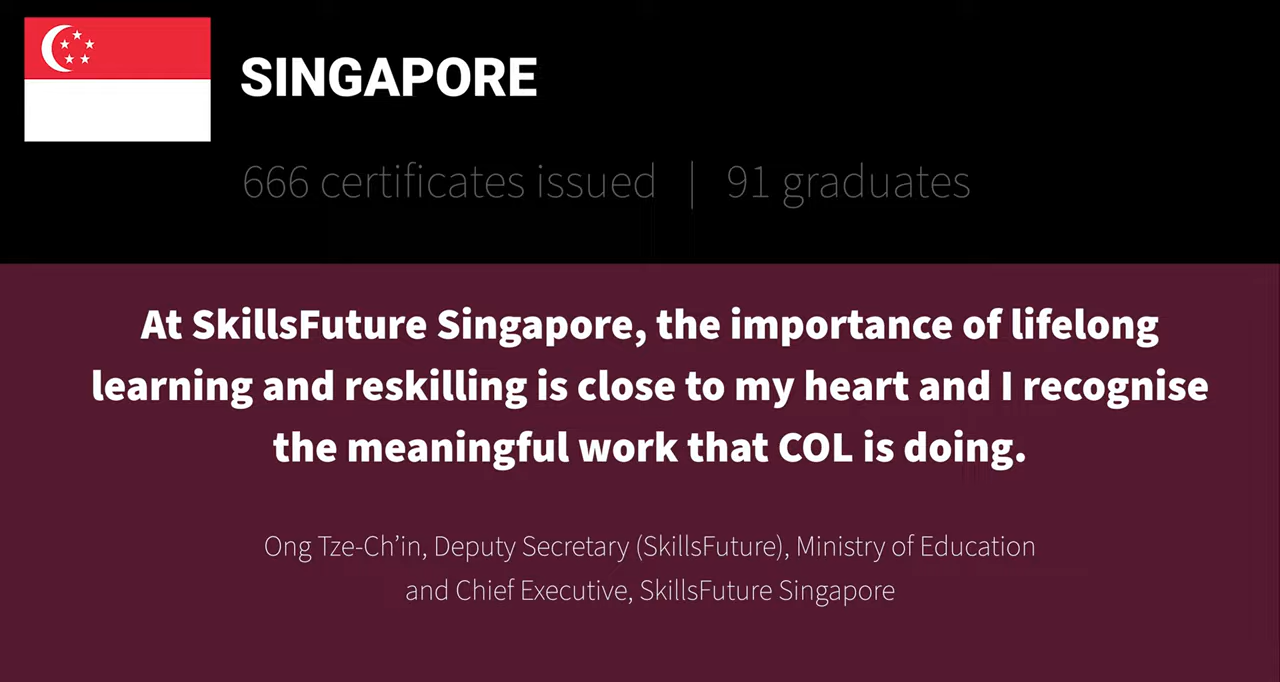 SINGAPORE
666 certificates issued | 91 graduates
At SkillsFuture Singapore, the importance of lifelong
learning and reskilling is close to my heart and I recognise
the meaningful work that COL is doing.
Ong Tze-Ch’in, Deputy Secretary (SkillsFuture), Ministry of Education
and Chief Executive, SkillsFuture Singapore